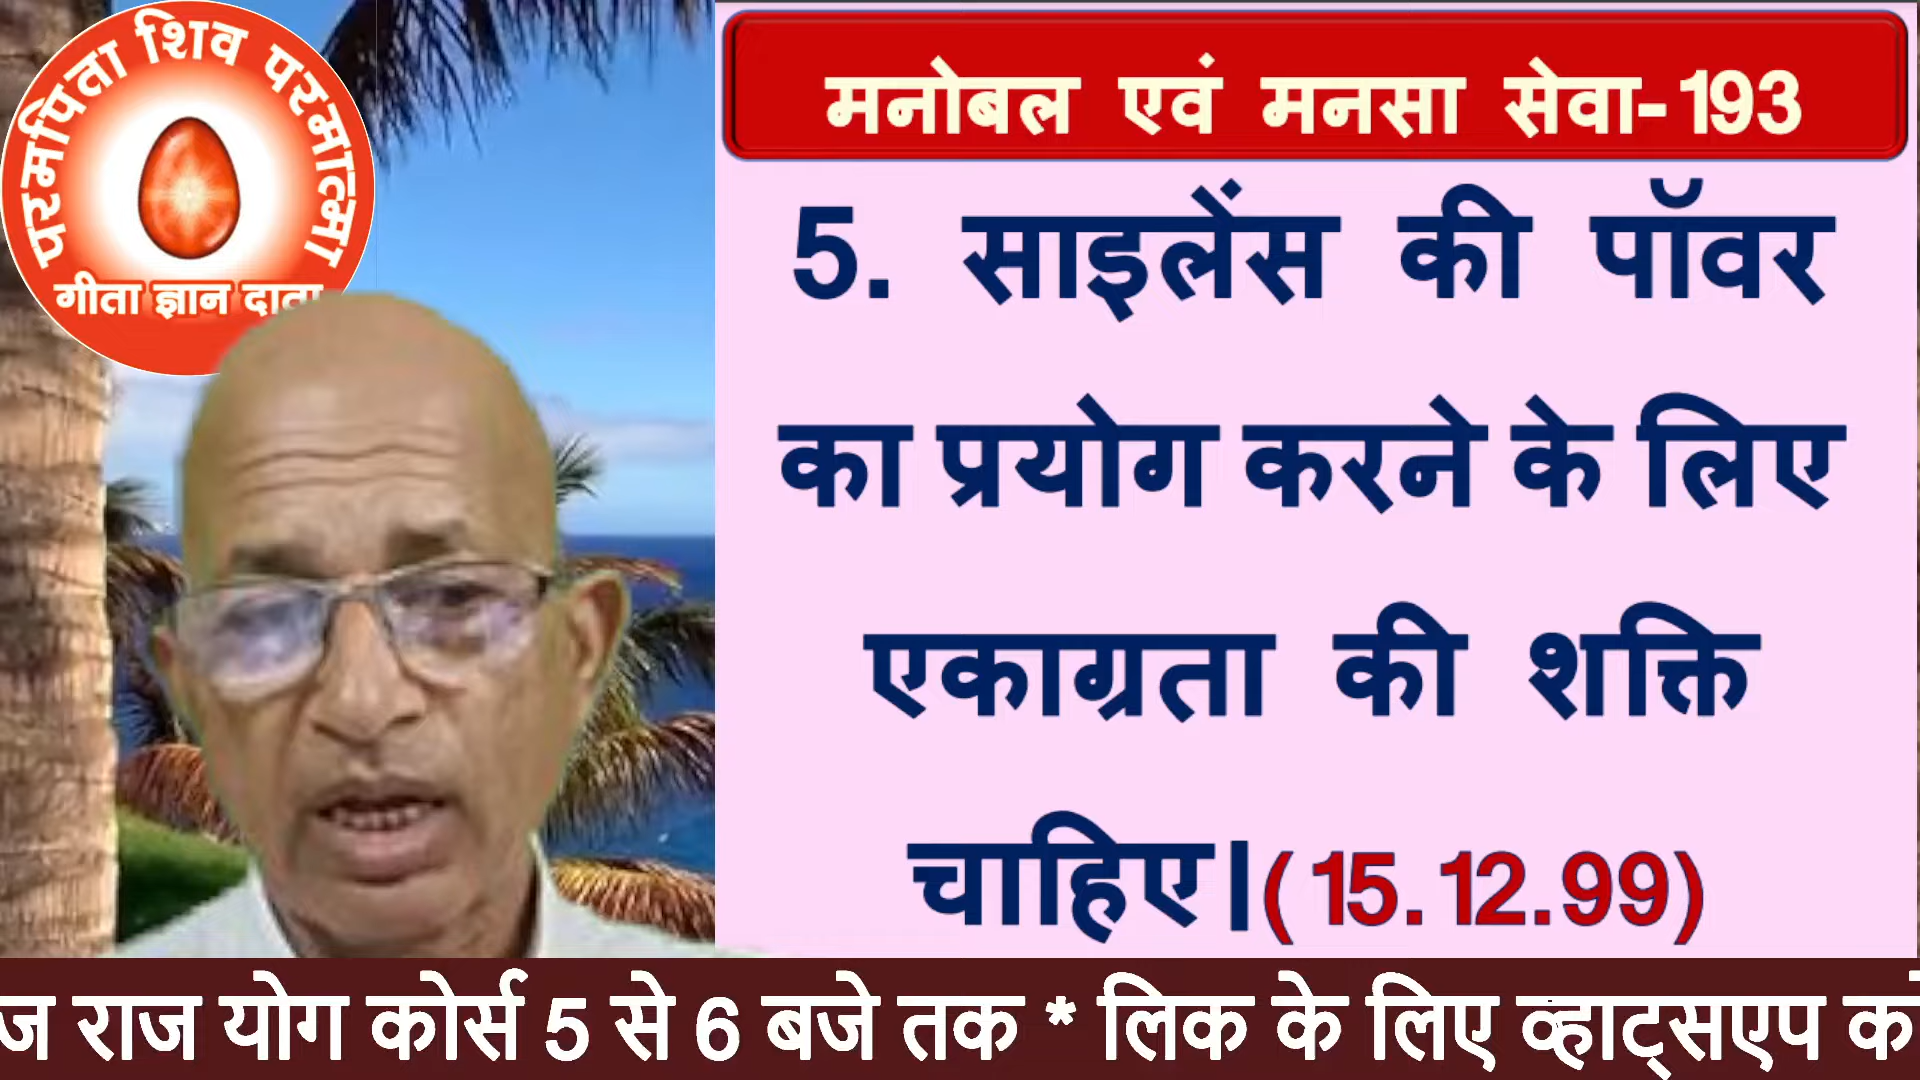 परमपिता शिव परमात्मा
गीता ज्ञान दाता
मनोबल एवं मनसा सेवा-193
5. साइलेंस की पॉवर
का प्रयोग करने के लिए
एकाग्रता की शक्ति
चाहिए।(15.12.99)
राज योग कोर्स 5 से 6 बजे तक * लिंक के लिए व्हाट्सएप